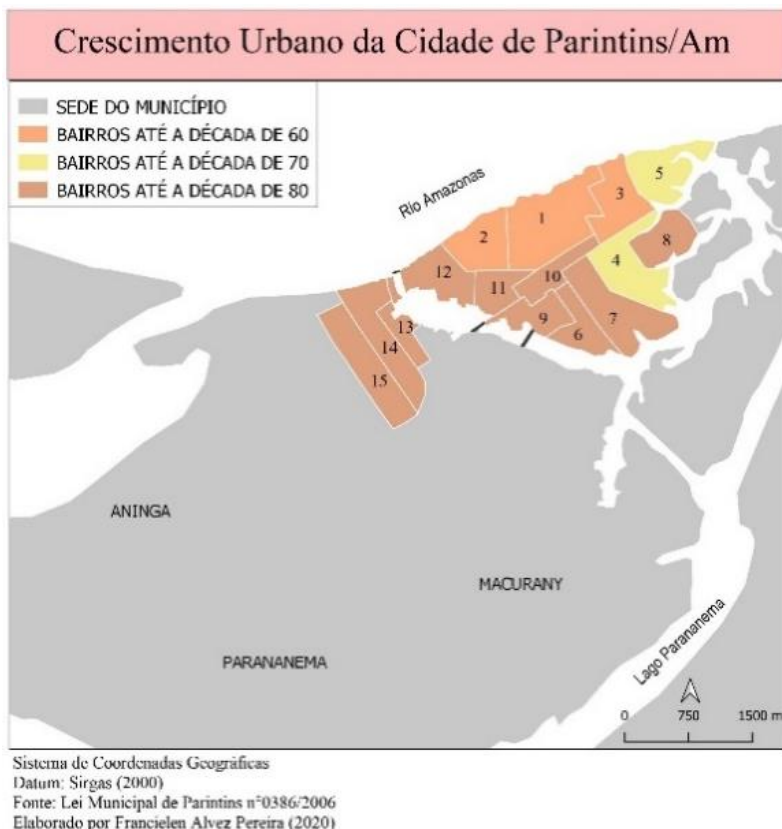 Crescimento Urbano da Cidade de Parintins/Am
SEDE DO MUNICÍPIO
BAIRROS ATÉ A DÉCADA DE 60
BAIRROS ATÉ A DÉCADA DE 70
BAIRROS ATÉ A DÉCADA DE 80
Rio Amazonas
5
3
1
2
8
4
12
10
11
9
7
6
13
14
15
ANINGA
MACURANY
PARANANEMA
Lago Parananema
0 750 1500 m
Sistema de Coordenadas Geográficas
Datum: Sirgas (2000)
Fonte: Lei Municipal de Parintins n°0386/2006
Elaborado por Francielen Alvez Pereira (2020)